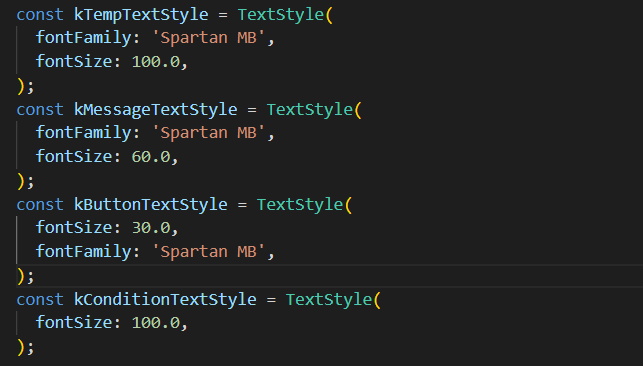 const kTempTextStyle = TextStyle(
  fontFamily: 'Spartan MB',
  fontSize: 100.0,
);
const kMessageTextStyle = TextStyle(
  fontFamily: 'Spartan MB',
  fontSize: 60.0,
);
const kButtonTextStyle = TextStyle(
  fontSize: 30.0,
  fontFamily: 'Spartan MB',
);
const kConditionTextStyle = TextStyle(
  fontSize: 100.0,
);